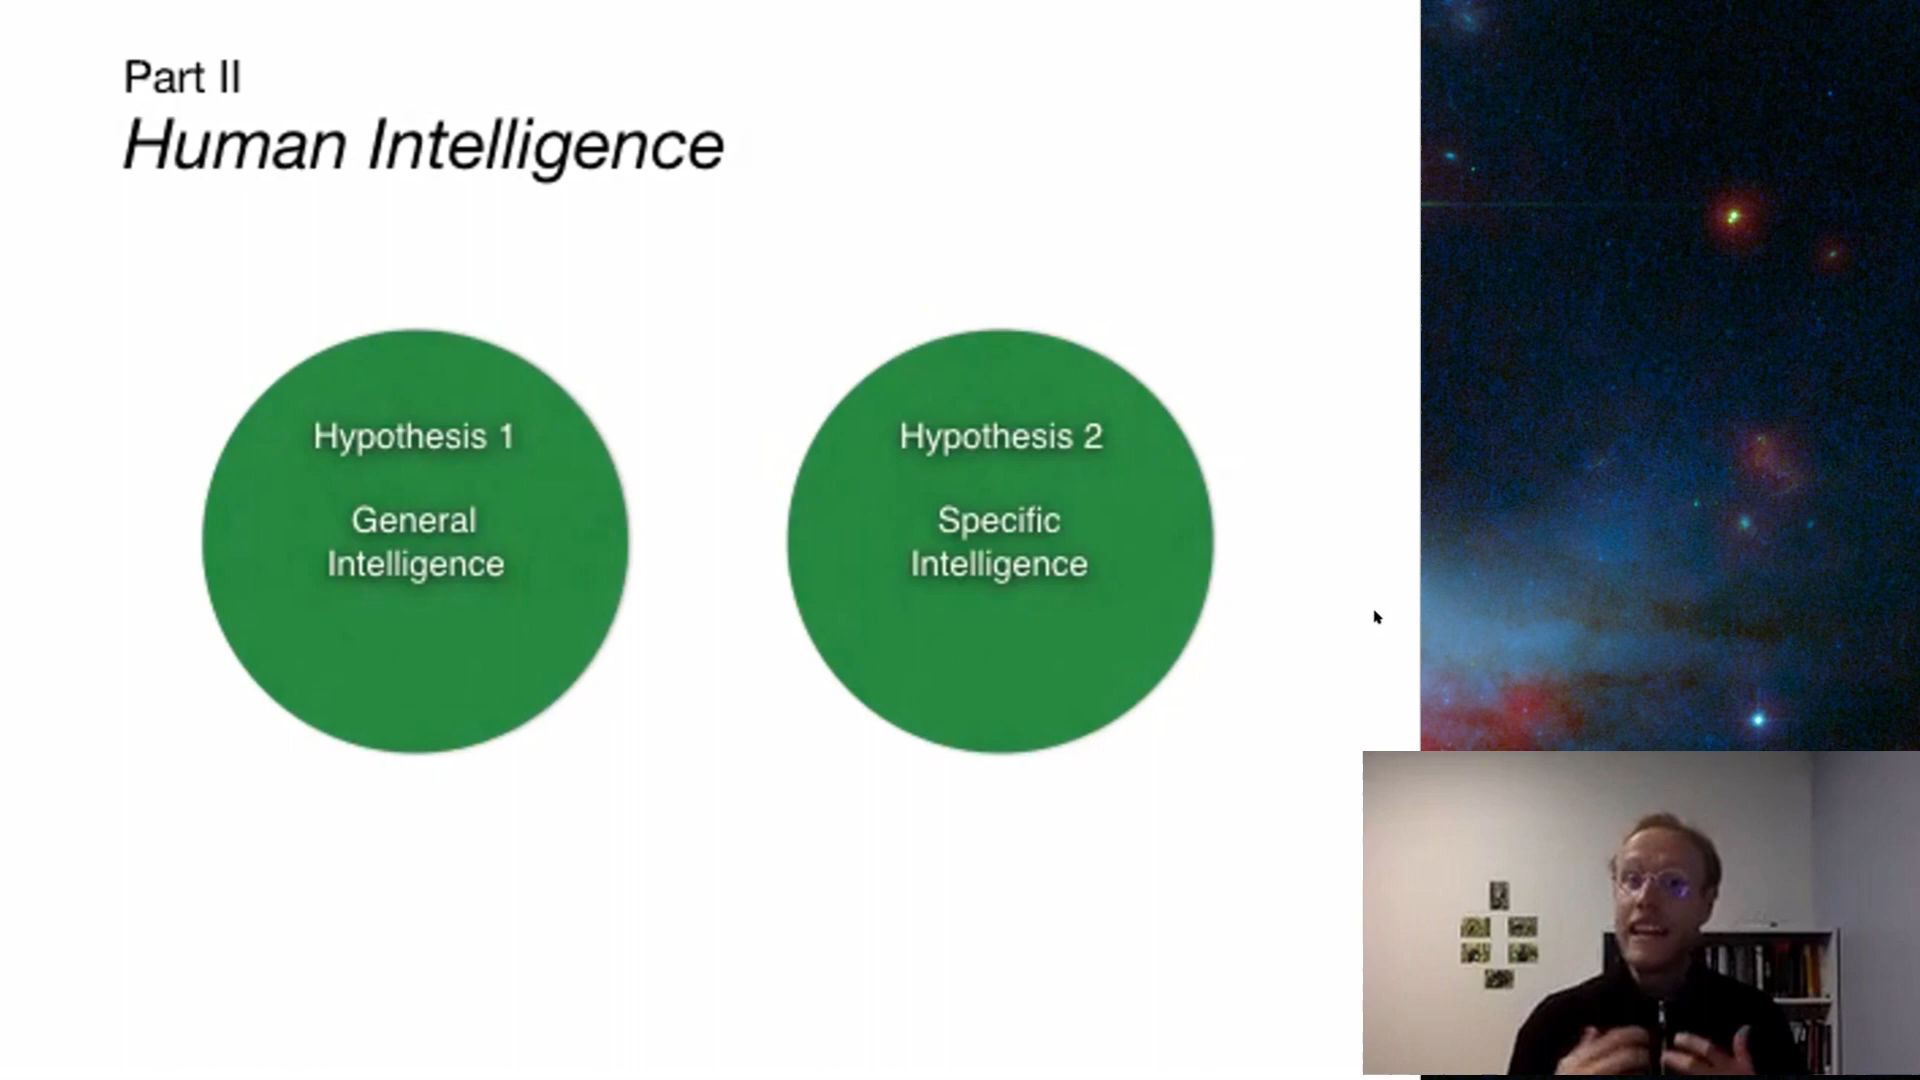 Part II
Human Intelligence
Hypothesis 1
General
Intelligence
Hypothesis 2
Specific
Intelligence